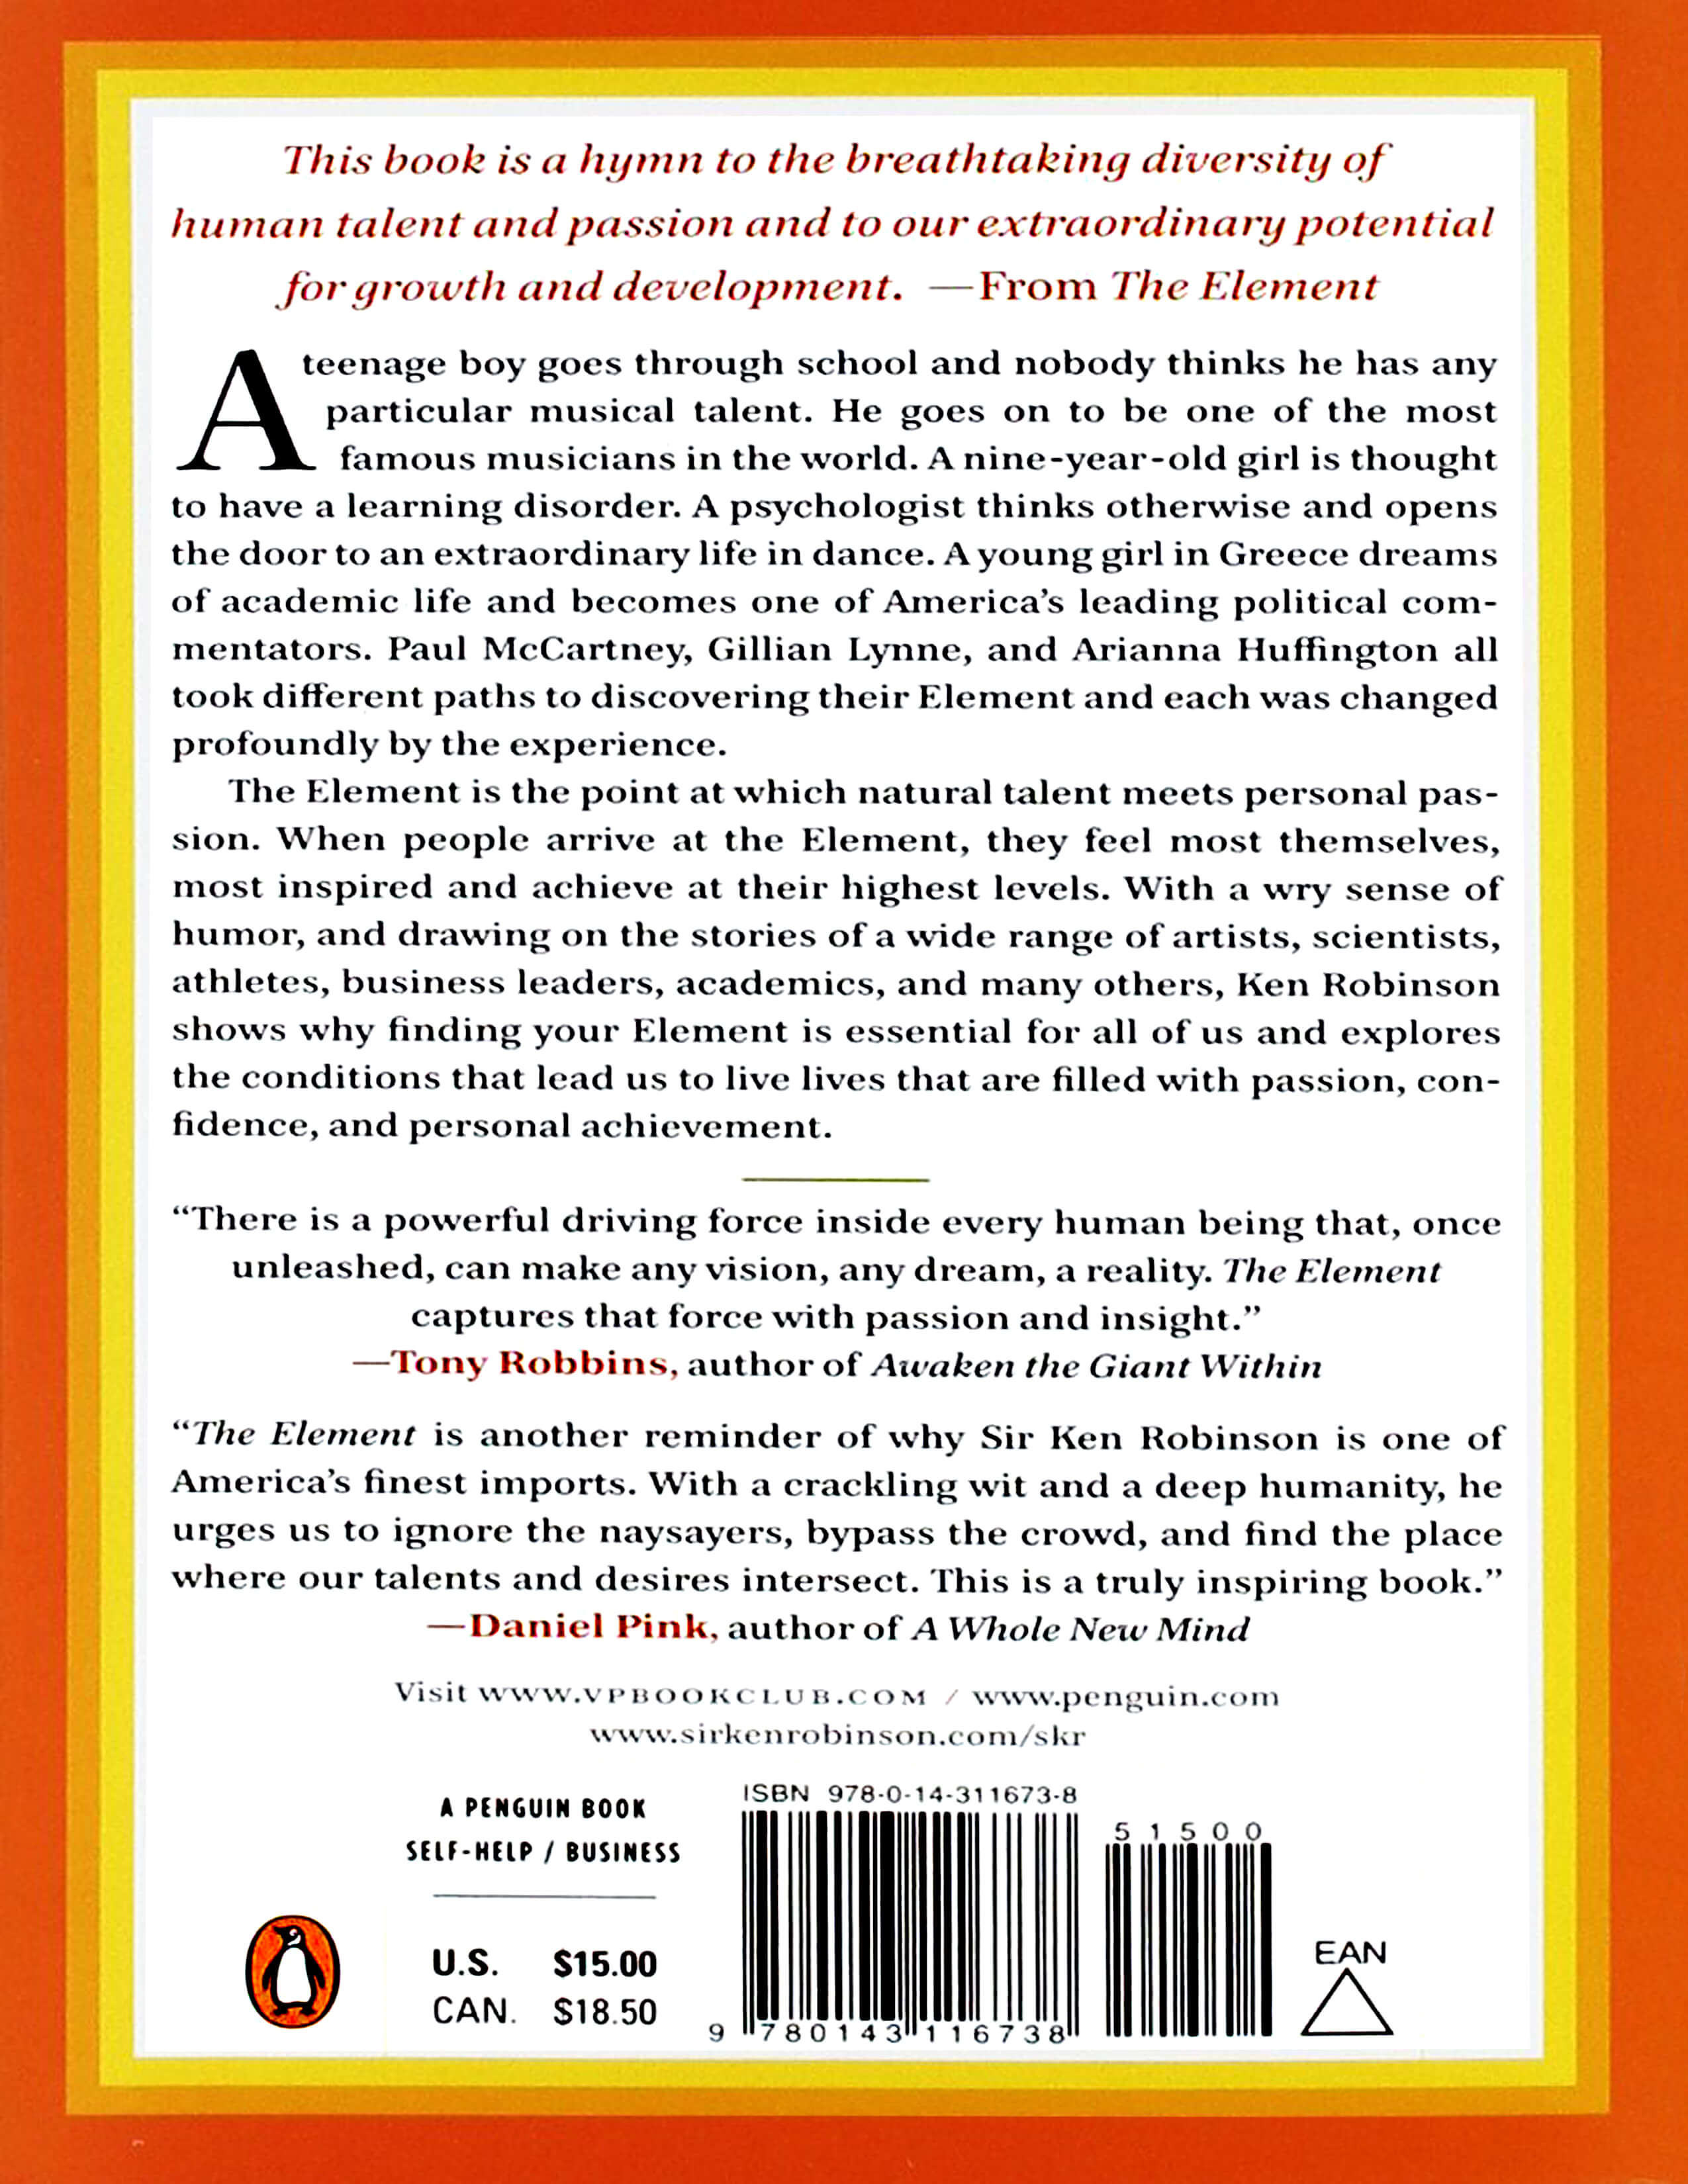 This book is a hymn to the breathtaking diversity of
human talent and passion and to our extraordinary potential
for growth and development. —From The Element
A teenage boy goes through school and nobody thinks he has any
particular musical talent. He goes on to be one of the most
famous musicians in the world. A nine-year-old girl is thought
to have a learning disorder. A psychologist thinks otherwise and opens
the door to an extraordinary life in dance. A young girl in Greece dreams
of academic life and becomes one of America’s leading political com-
mentators. Paul McCartney, Gillian Lynne, and Arianna Huffington all
took different paths to discovering their Element and each was changed
profoundly by the experience.
The Element is the point at which natural talent meets personal pas-
sion. When people arrive at the Element, they feel most themselves,
most inspired and achieve at their highest levels. With a wry sense of
humor, and drawing on the stories of a wide range of artists, scientists,
athletes, business leaders, academics, and many others, Ken Robinson
shows why finding your Element is essential for all of us and explores
the conditions that lead us to live lives that are filled with passion, con-
fidence, and personal achievement.
“There is a powerful driving force inside every human being that, once
unleashed, can make any vision, any dream, a reality. The Element
captures that force with passion and insight.”
—Tony Robbins, author of Awaken the Giant Within
“The Element is another reminder of why Sir Ken Robinson is one of
America’s finest imports. With a crackling wit and a deep humanity, he
urges us to ignore the naysayers, bypass the crowd, and find the place
where our talents and desires intersect. This is a truly inspiring book.”
—Daniel Pink, author of A Whole New Mind
Visit WWW.VPBOOKCLUB.COM / www.penguin.com
www.sirkenrobinson.com/skr
A PENGUIN BOOK
SELF-HELP / BUSINESS
U.S. $15.00
CAN. $18.50
ISBN 978-0-14-311673-8
51500
9 780143 116738
EAN